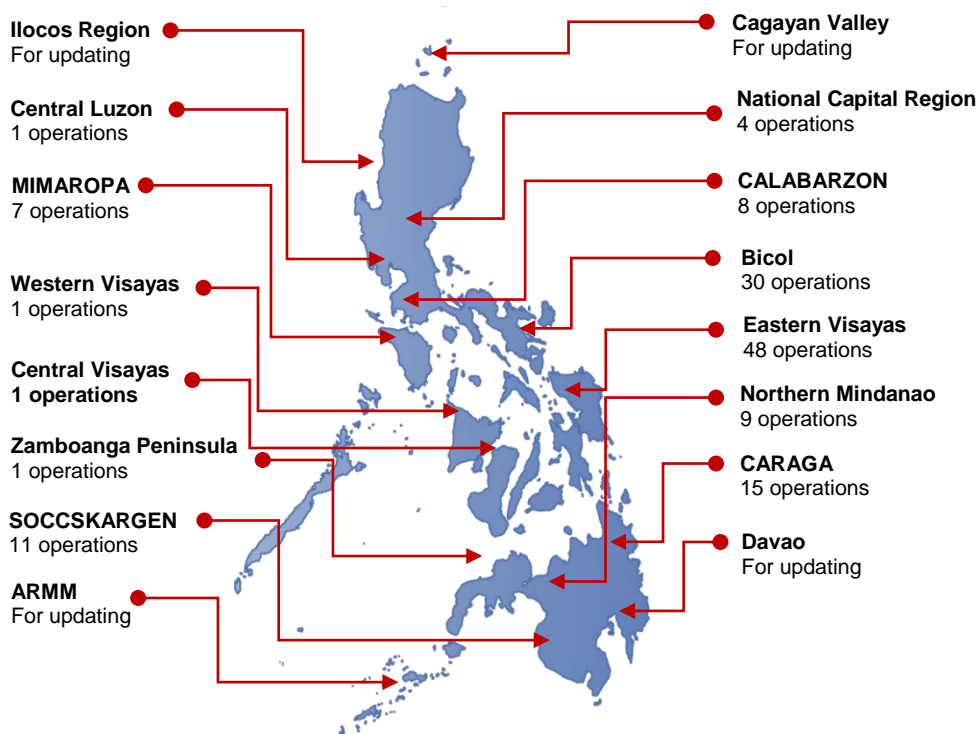 Ilocos Region
For updating
Central Luzon
1 operations
MIMAROPA
7 operations
Western Visayas
1 operations
Central Visayas
1 operations
Zamboanga Peninsula
1 operations
SOCCSKARGEN
11 operations
ARMM
For updating
Cagayan Valley
For updating
National Capital Region
4 operations
CALABARZON
8 operations
Bicol
30 operations
Eastern Visayas
48 operations
Northern Mindanao
9 operations
CARAGA
15 operations
Davao
For updating